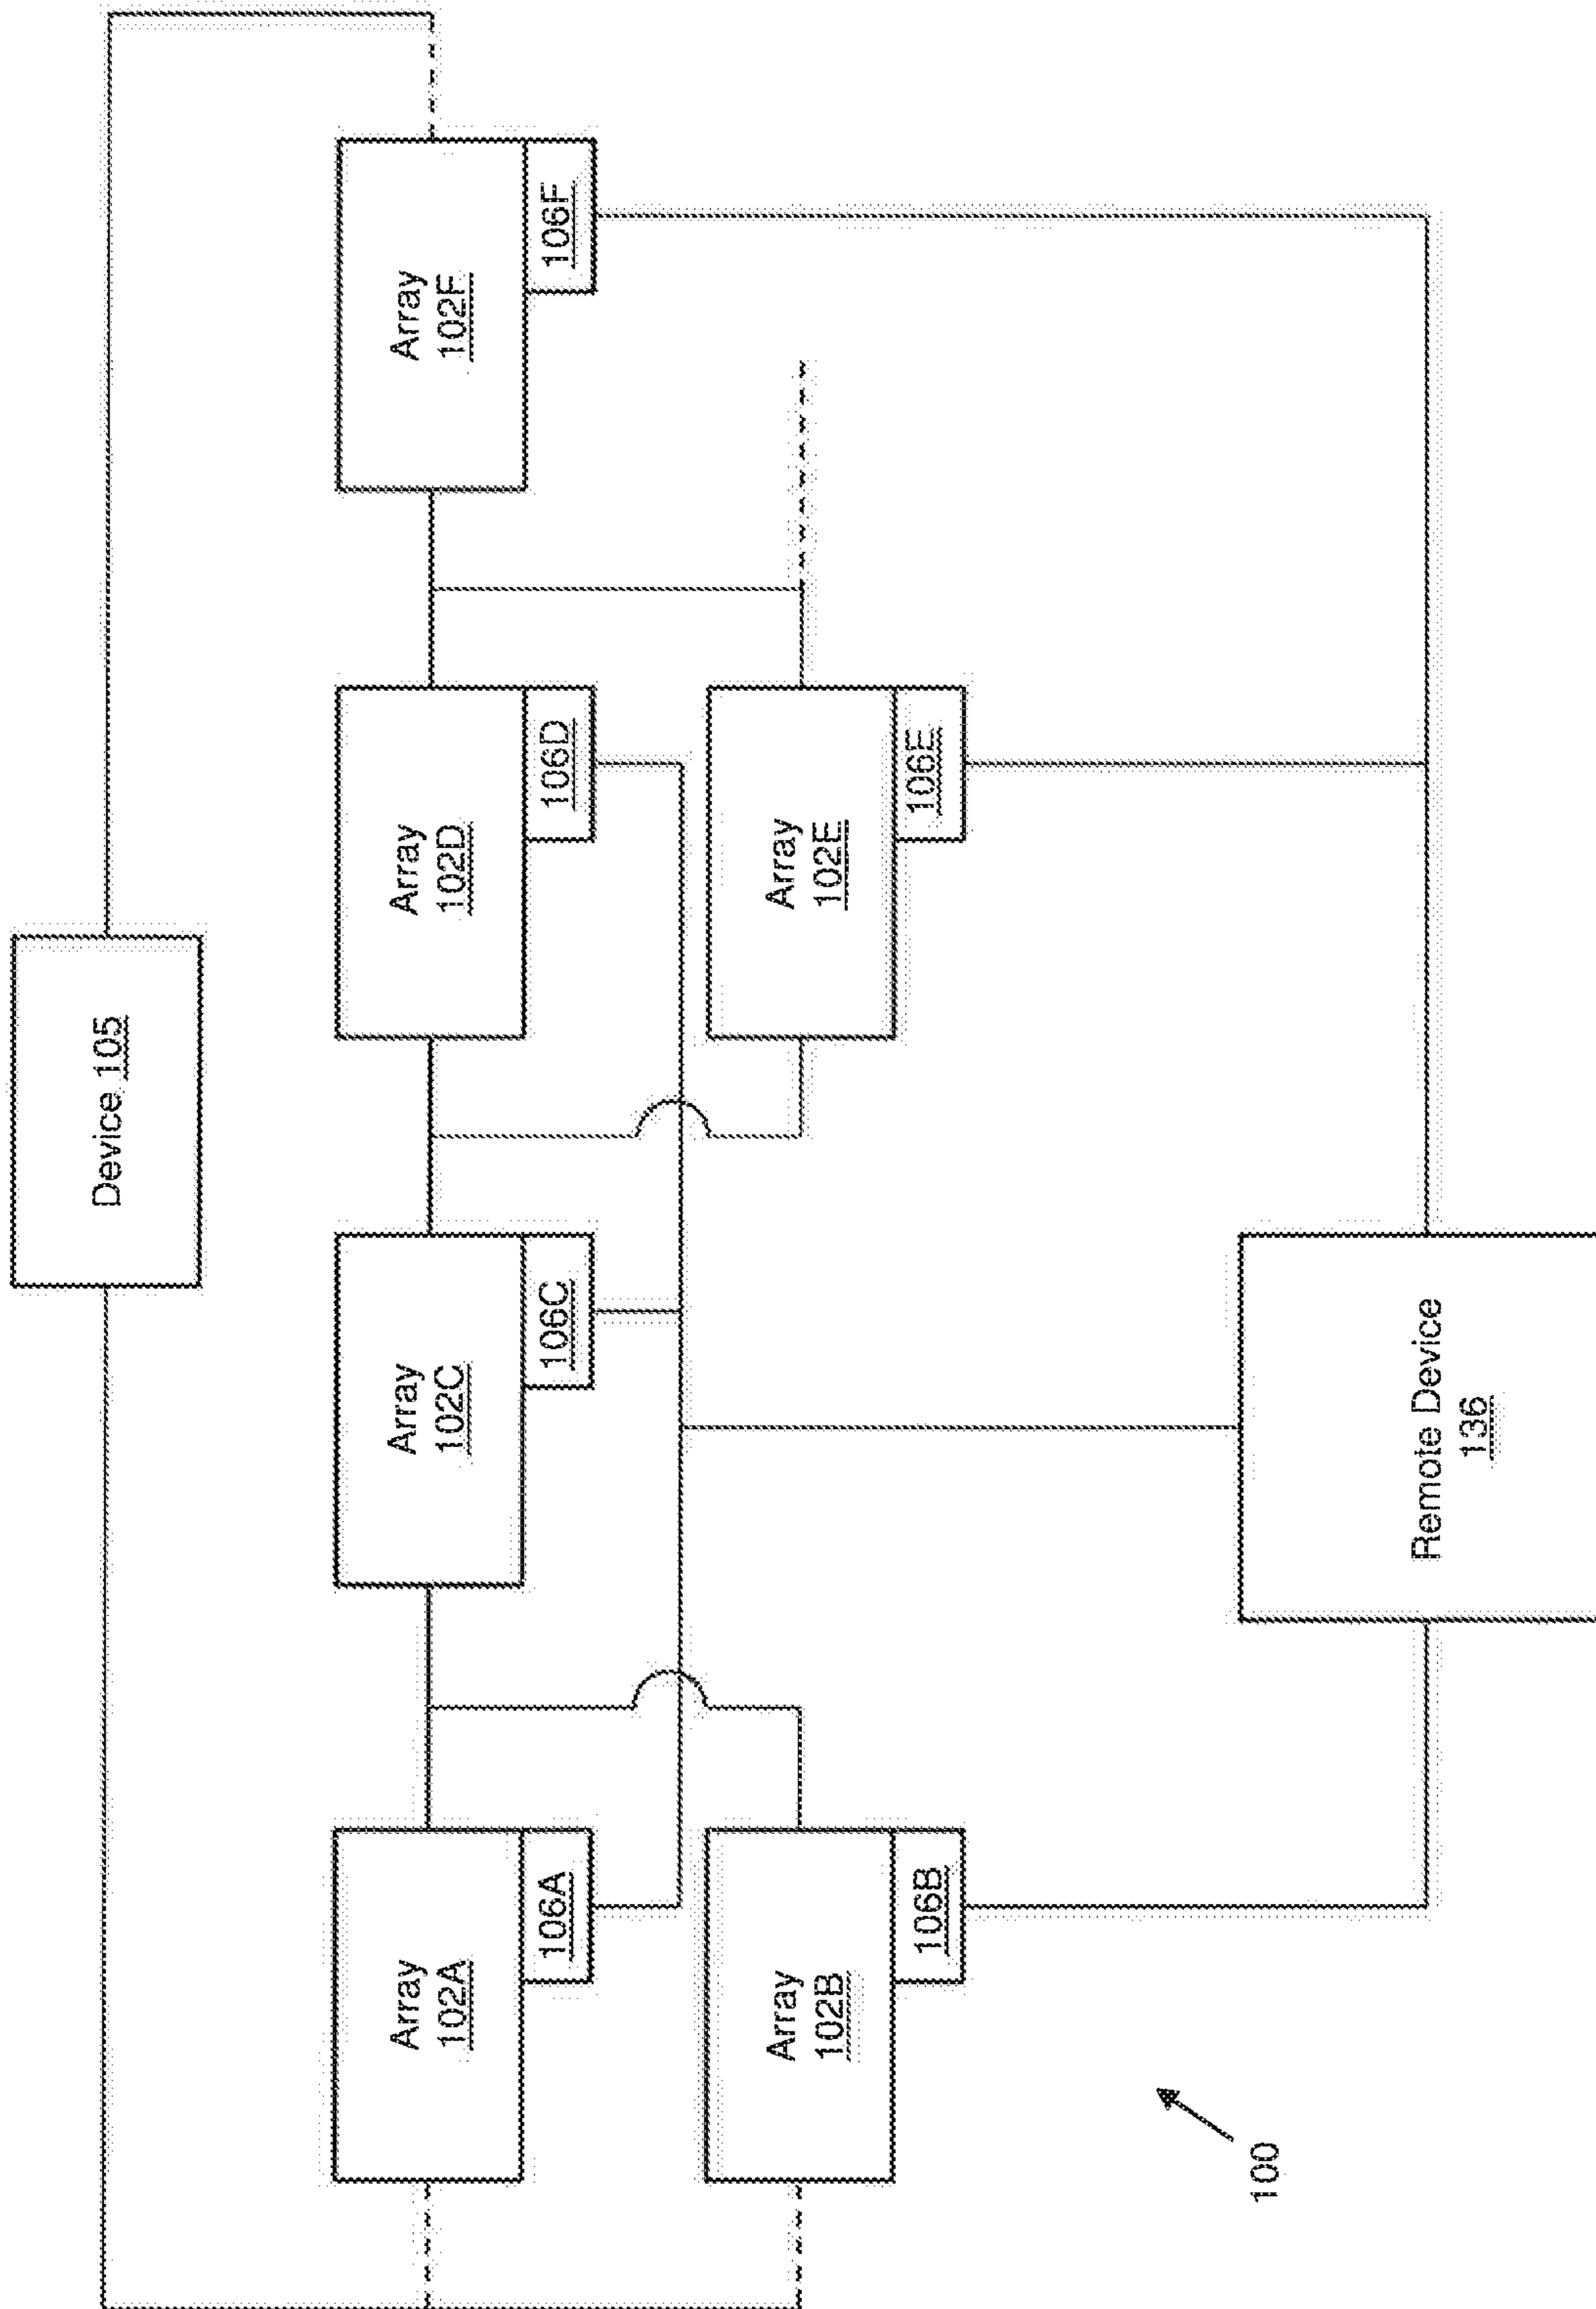 Device 105
Array
102A
106A
Array
102C
106C
Array
102D
106D
Array
102F
106F
Array
102B
106B
Array
102E
106E
Remote Device
136
100